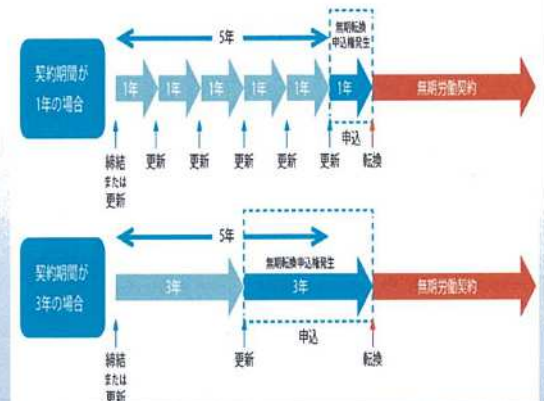 契約期間が
1年の場合
5年
無期転換
申込権発生
1年 1年 1年 1年 1年 1年
無期労働契約
申込
締結
または
更新
更新 更新 更新 更新 更新 転換
契約期間が
3年の場合
5年
無期転換申込権発生
3年 3年
無期労働契約
申込
締結
または
更新
更新 転換